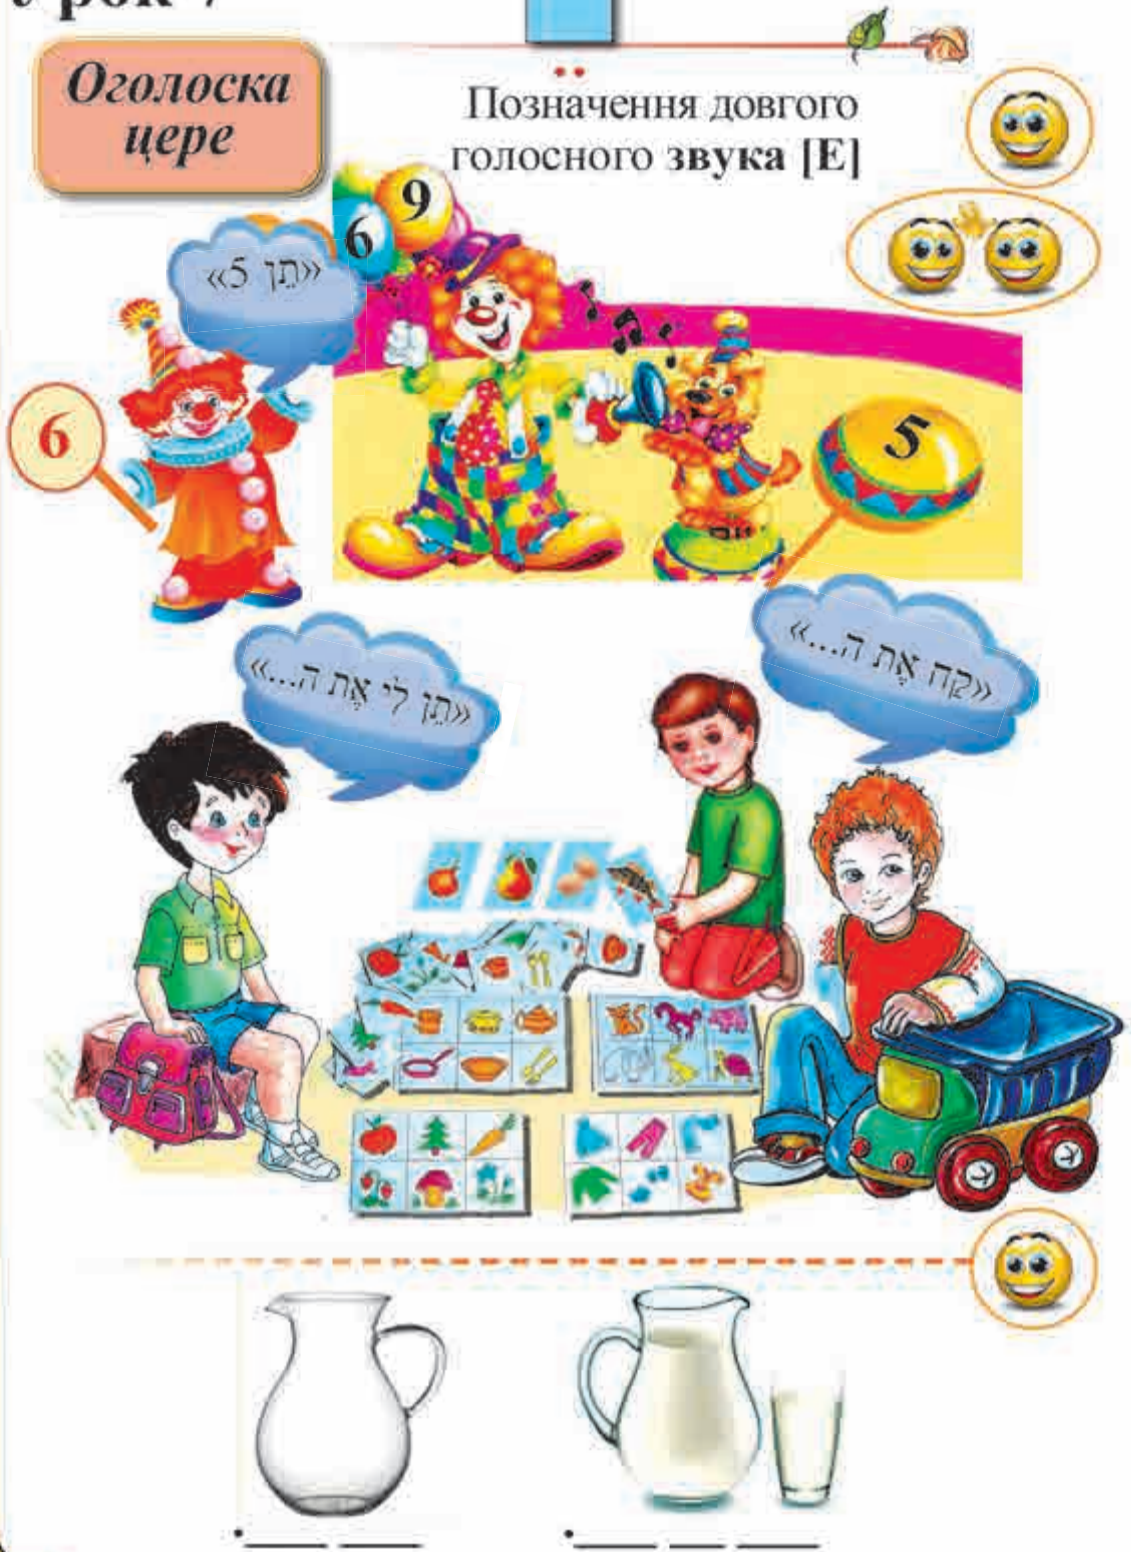 Оголоска
цере
Позначення довгого
голосного звука [Е]
9
6
«תֵן 5»
6
5
«קַח אֶת ה...»
«תֵן לִי אֶת ה...»